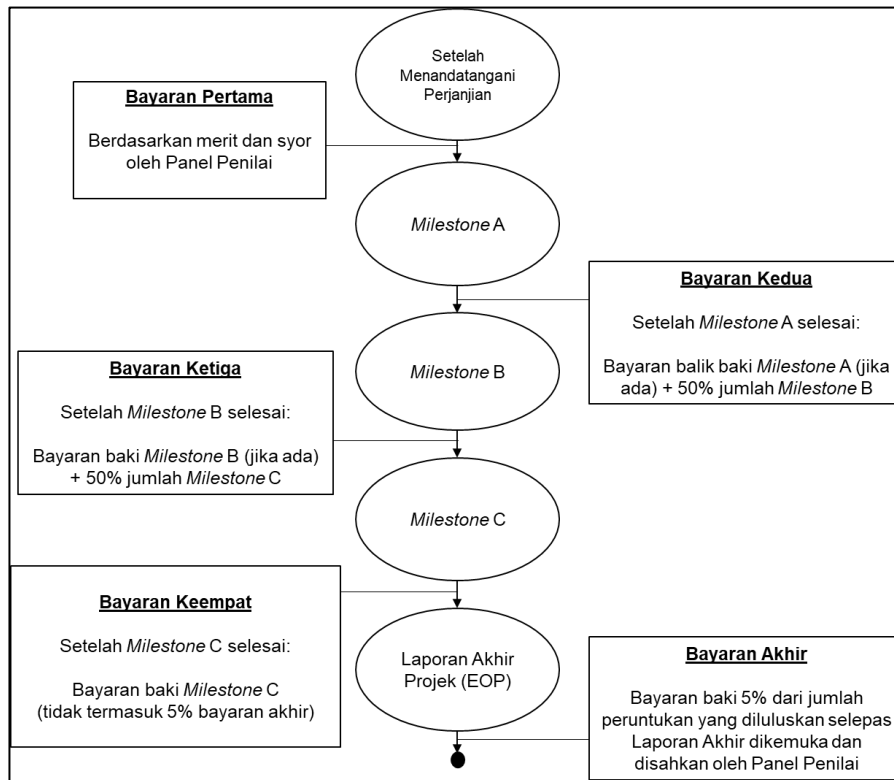 Setelah
Menandatangani
Perjanjian
Bayaran Pertama
Berdasarkan merit dan syor
oleh Panel Penilai
Milestone A
Bayaran Kedua
Setelah Milestone A selesai:
Bayaran balik baki Milestone A (jika
ada) + 50% jumlah Milestone B
Milestone B
Bayaran Ketiga
Setelah Milestone B selesai:
Bayaran baki Milestone B (jika ada)
+ 50% jumlah Milestone C
Milestone C
Bayaran Keempat
Setelah Milestone C selesai:
Bayaran baki Milestone C
(tidak termasuk 5% bayaran akhir)
Laporan Akhir
Projek (EOP)
Bayaran Akhir
Bayaran baki 5% dari jumlah
peruntukan yang diluluskan selepas
Laporan Akhir dikemuka dan
disahkan oleh Panel Penilai